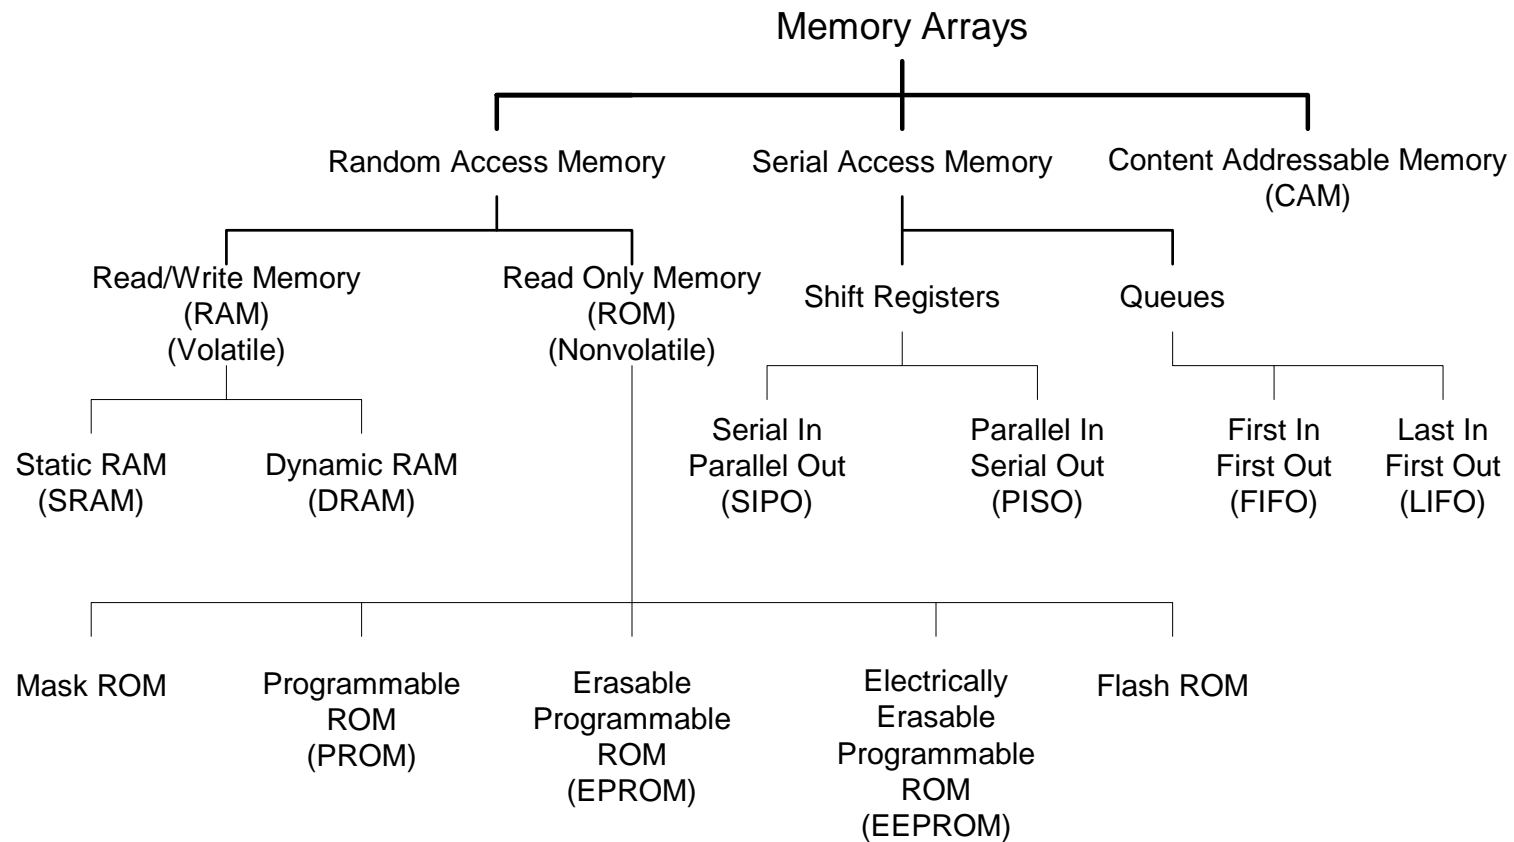 Memory Arrays
Random Access Memory
Serial Access Memory
Content Addressable Memory
(CAM)
Read/Write Memory
(RAM)
(Volatile)
Read Only Memory
(ROM)
(Nonvolatile)
Shift Registers
Queues
Static RAM
(SRAM)
Dynamic RAM
(DRAM)
Serial In
Parallel Out
(SIPO)
Parallel In
Serial Out
(PISO)
First In
First Out
(FIFO)
Last In
First Out
(LIFO)
Mask ROM
Programmable
ROM
(PROM)
Erasable
Programmable
ROM
(EPROM)
Electrically
Erasable
Programmable
ROM
(EEPROM)
Flash ROM